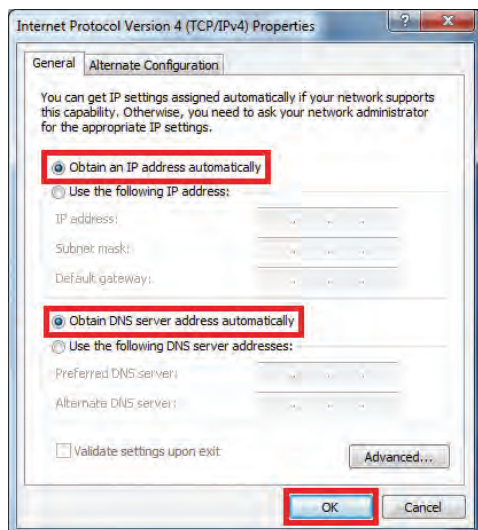 Internet Protocol Version 4 (TCP/IPv4) Properties
General
Alternate Configuration
You can get IP settings assigned automatically if your network supports
this capability. Otherwise, you need to ask your network administrator
for the appropriate IP settings.
Obtain an IP address automatically
Use the following IP address:
IP address:
Subnet mask:
Default gateway:
Obtain DNS server address automatically
Use the following DNS server addresses:
Preferred DNS server:
Alternate DNS server:
Validate settings upon exit
Advanced...
OK
Cancel